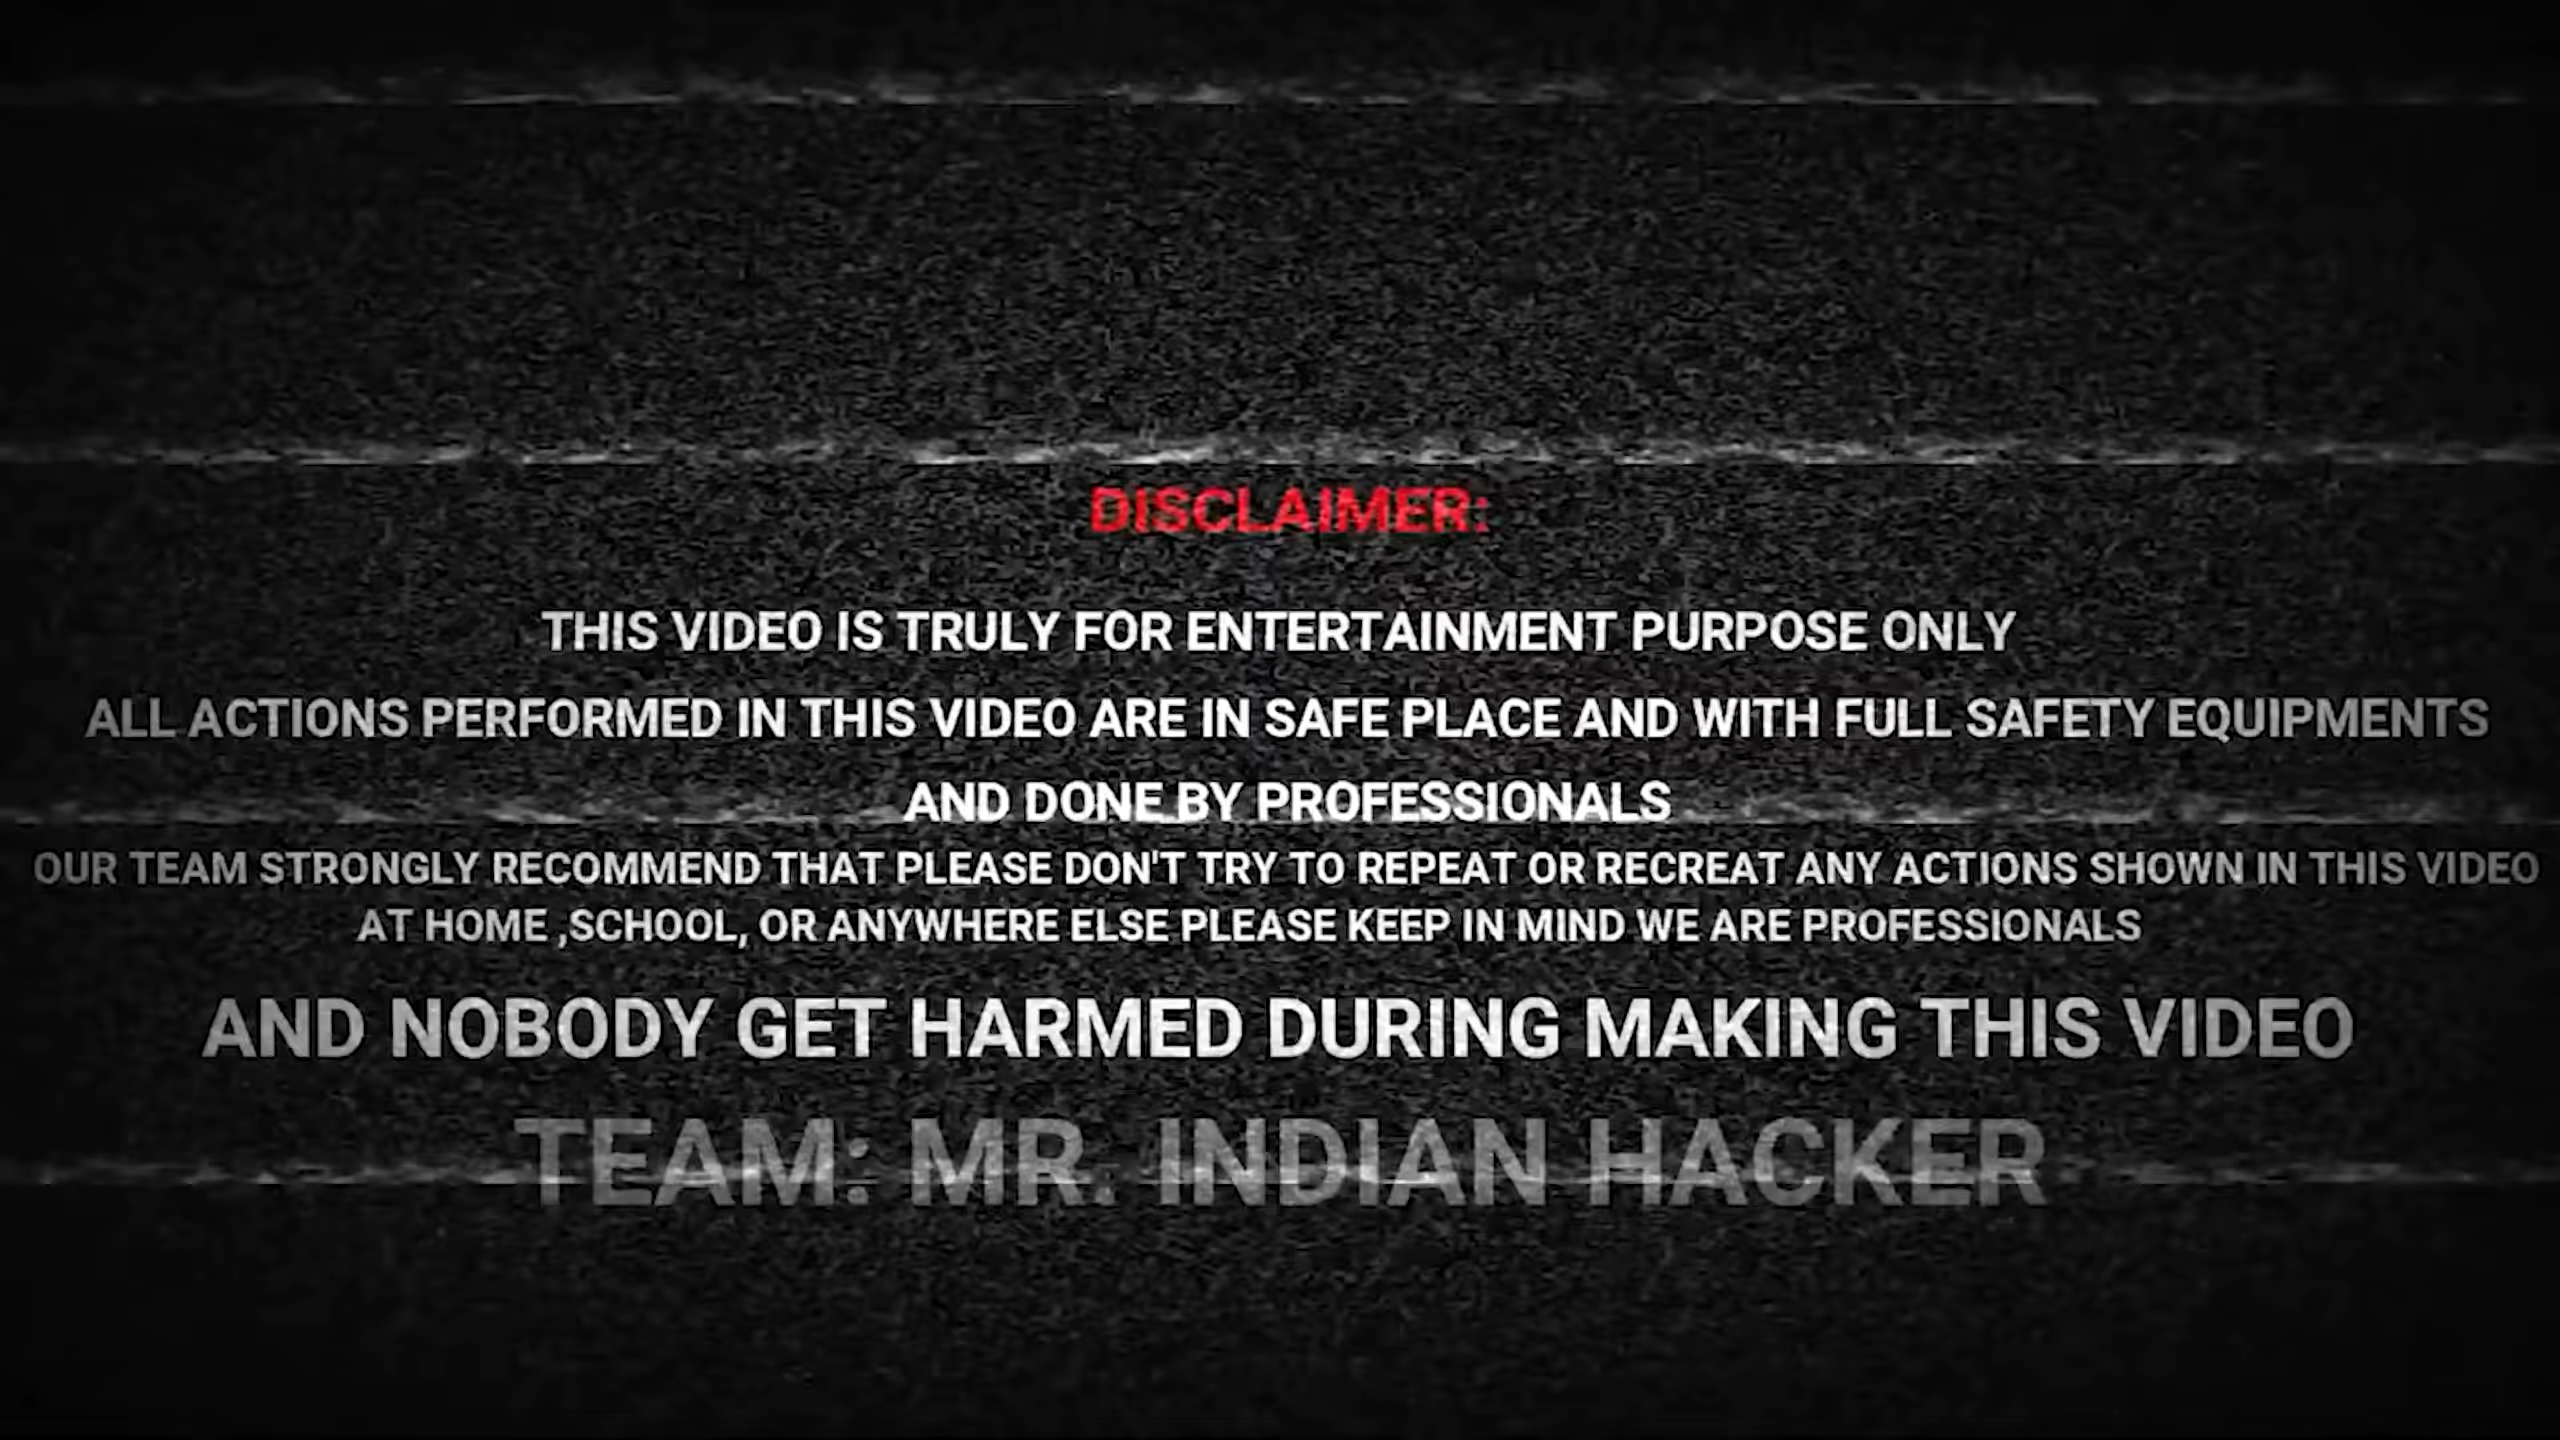 DISCLAIMER:
THIS VIDEO IS TRULY FOR ENTERTAINMENT PURPOSE ONLY
ALL ACTIONS PERFORMED IN THIS VIDEO ARE IN SAFE PLACE AND WITH FULL SAFETY EQUIPMENTS
AND DONE BY PROFESSIONALS
OUR TEAM STRONGLY RECOMMEND THAT PLEASE DON'T TRY TO REPEAT OR RECREAT ANY ACTIONS SHOWN IN THIS VIDEO
AT HOME ,SCHOOL, OR ANYWHERE ELSE PLEASE KEEP IN MIND WE ARE PROFESSIONALS
AND NOBODY GET HARMED DURING MAKING THIS VIDEO
TEAM: MR. INDIAN HACKER